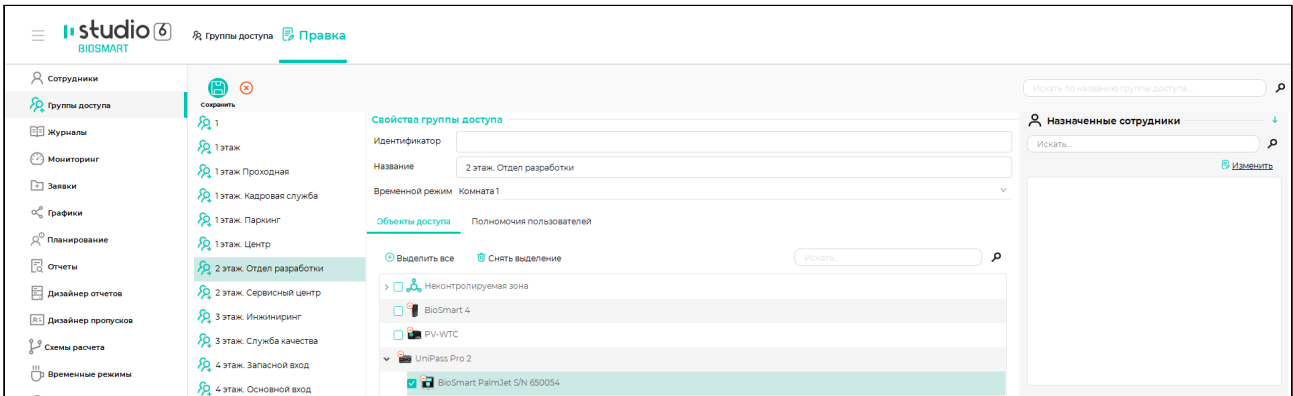 studio 6
BIOSMART
Группы доступа
Правка
Сотрудники
Группы доступа
Журналы
Мониторинг
Заявки
Графики
Планирование
Отчеты
Дизайнер отчетов
Дизайнер пропусков
Схемы расчета
Временные режимы
Сохранить
1
1 этаж
1 этаж Проходная
1 этаж. Кадровая служба
1 этаж. Паркинг
1 этаж. Центр
2 этаж. Отдел разработки
2 этаж. Сервисный центр
3 этаж. Инжиниринг
3 этаж. Служба качества
4 этаж. Запасной вход
4 этаж. Основной вход
Свойства группы доступа
Идентификатор
Название 2 этаж. Отдел разработки
Временной режим Комната 1
Объекты доступа Полномочия пользователей
Выделить все Снять выделение Искать...
Неконтролируемая зона
BioSmart 4
PV-WTC
UniPass Pro 2
BioSmart PalmJet S/N 650054
Искать по названию группы доступа...
Назначенные сотрудники
Искать...
Изменить